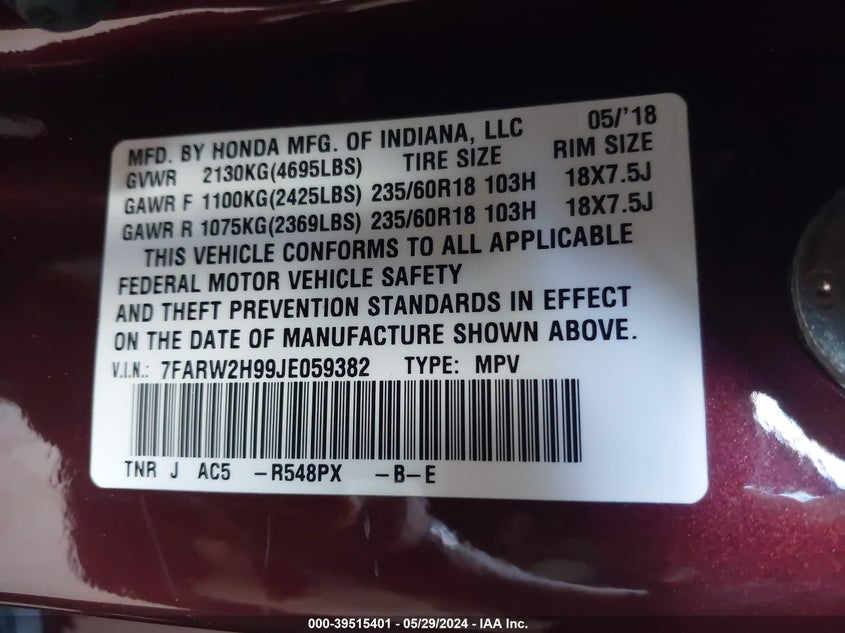 MFD. BY HONDA MFG. OF INDIANA, LLC 05/'18
GVWR 2130KG(4695LBS) TIRE SIZE RIM SIZE
GAWR F 1100KG(2425LBS) 235/60R18 103H 18X7.5J
GAWR R 1075KG(2369LBS) 235/60R18 103H 18X7.5J
THIS VEHICLE CONFORMS TO ALL APPLICABLE
FEDERAL MOTOR VEHICLE SAFETY
AND THEFT PREVENTION STANDARDS IN EFFECT
ON THE DATE OF MANUFACTURE SHOWN ABOVE.
V.I.N.: 7FARW2H99JE059382 TYPE: MPV
TNR J AC5 -R548PX -B-E
000-39515401 - 05/29/2024 - IAA Inc.